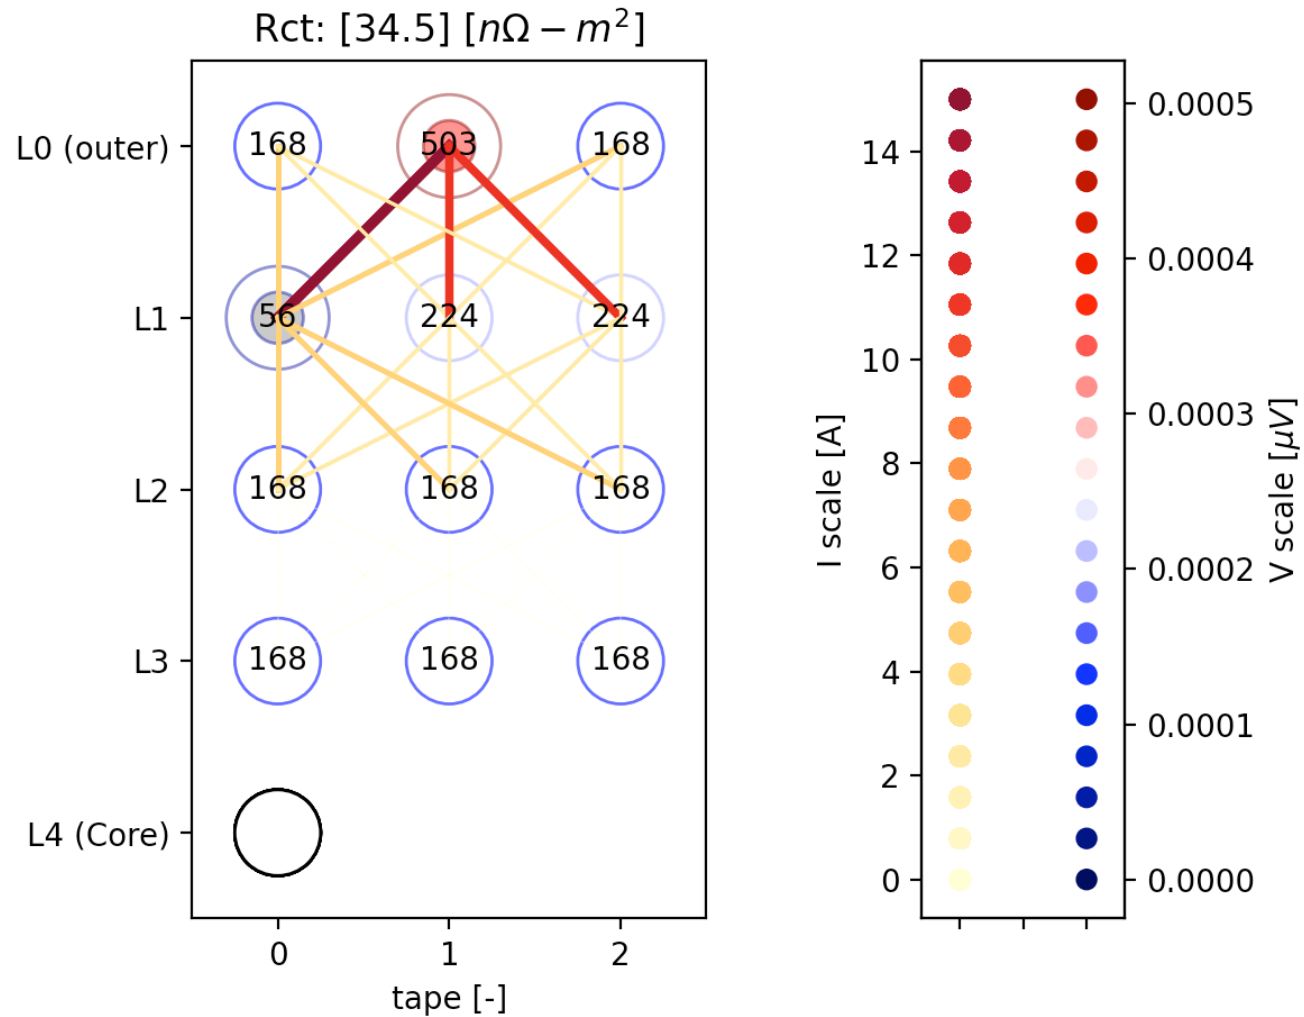 Rct: [34.5] [nΩ − m²]
L0 (outer)
168 503 168
L1
56 224 224
L2
168 168 168
L3
168 168 168
L4 (Core)
0 1 2
tape [-]
I scale [A]
14
12
10
8
6
4
2
0
0.0005
0.0004
0.0003
0.0002
0.0001
0.0000
V scale [μV]